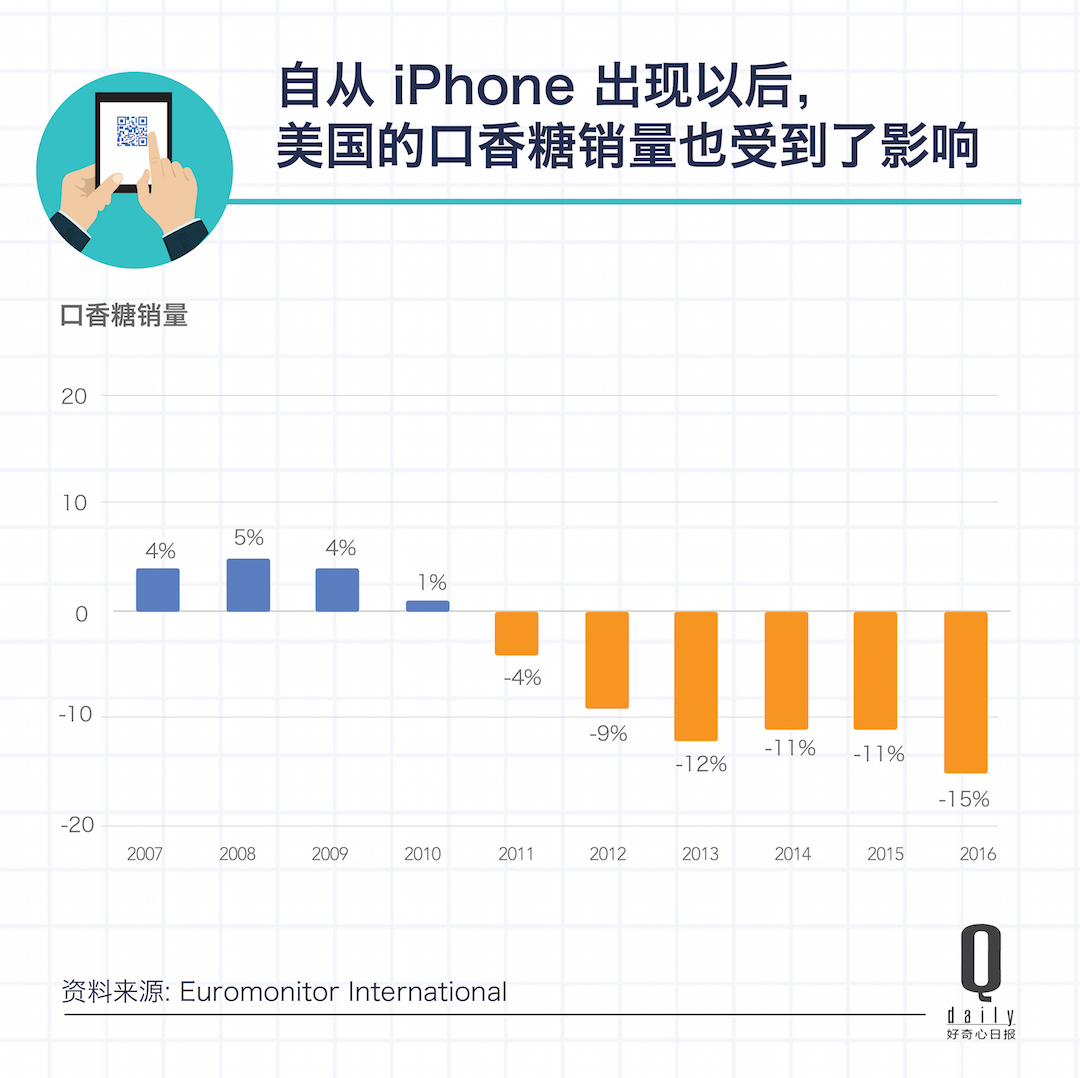 自从 iPhone 出现以后,
美国的口香糖销量也受到了影响
口香糖销量
20
10
0
-10
-20
4%
5%
4%
1%
-4%
-9%
-12%
-11%
-11%
-15%
2007 2008 2009 2010 2011 2012 2013 2014 2015 2016
资料来源: Euromonitor International
Q
daily
好奇心日报